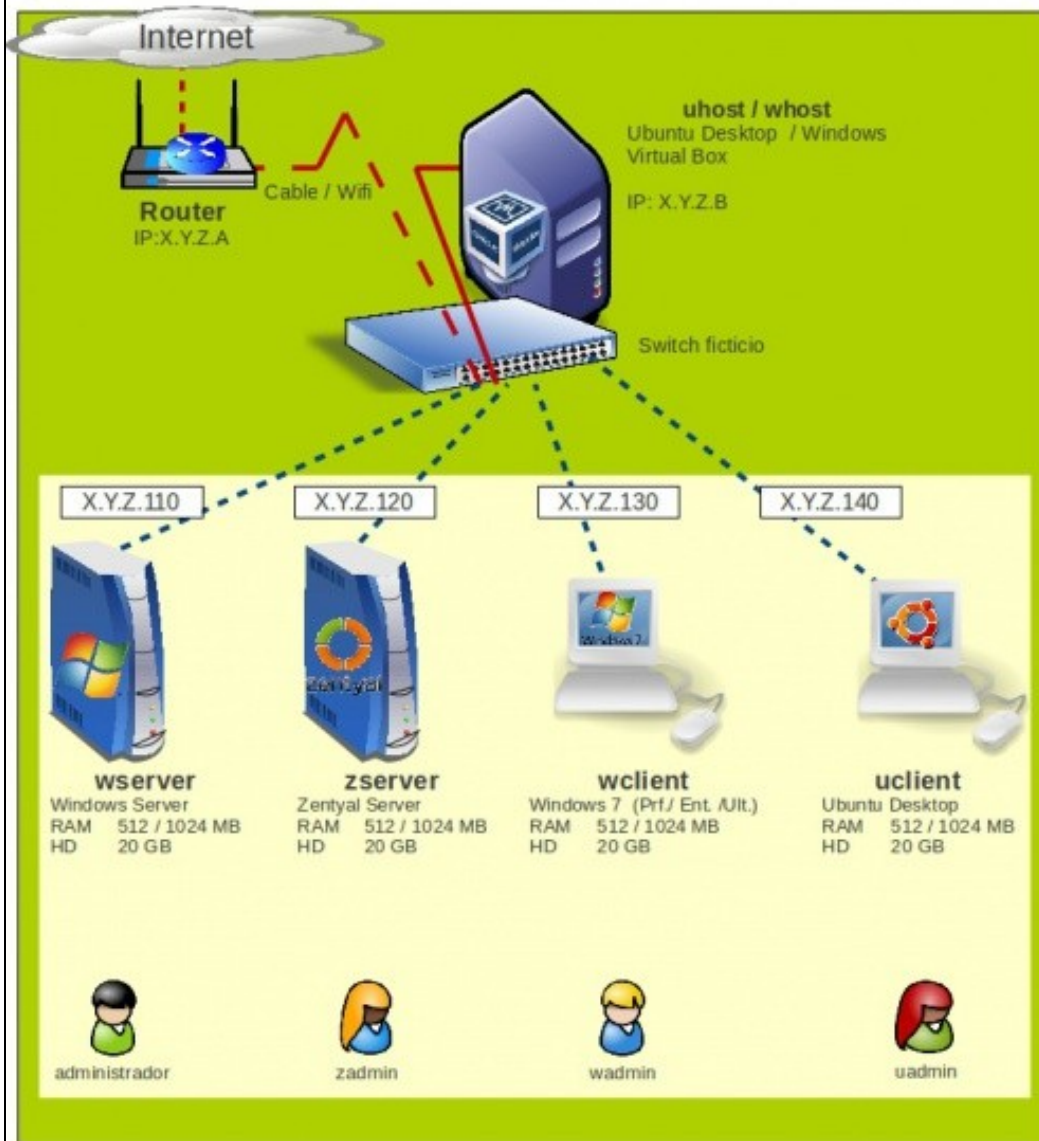 Internet
uhost / whost
Ubuntu Desktop / Windows
Virtual Box
IP: X.Y.Z.B
Cable / Wifi
Router
IP:X.Y.Z.A
Switch ficticio
X.Y.Z.110
X.Y.Z.120
X.Y.Z.130
X.Y.Z.140
zentyal
Windows 7
wserver
Windows Server
RAM 512 / 1024 MB
HD 20 GB
zserver
Zentyal Server
RAM 512 / 1024 MB
HD 20 GB
wclient
Windows 7 (Prf./ Ent. /Ult.)
RAM 512 / 1024 MB
HD 20 GB
uclient
Ubuntu Desktop
RAM 512 / 1024 MB
HD 20 GB
administrador
zadmin
wadmin
uadmin